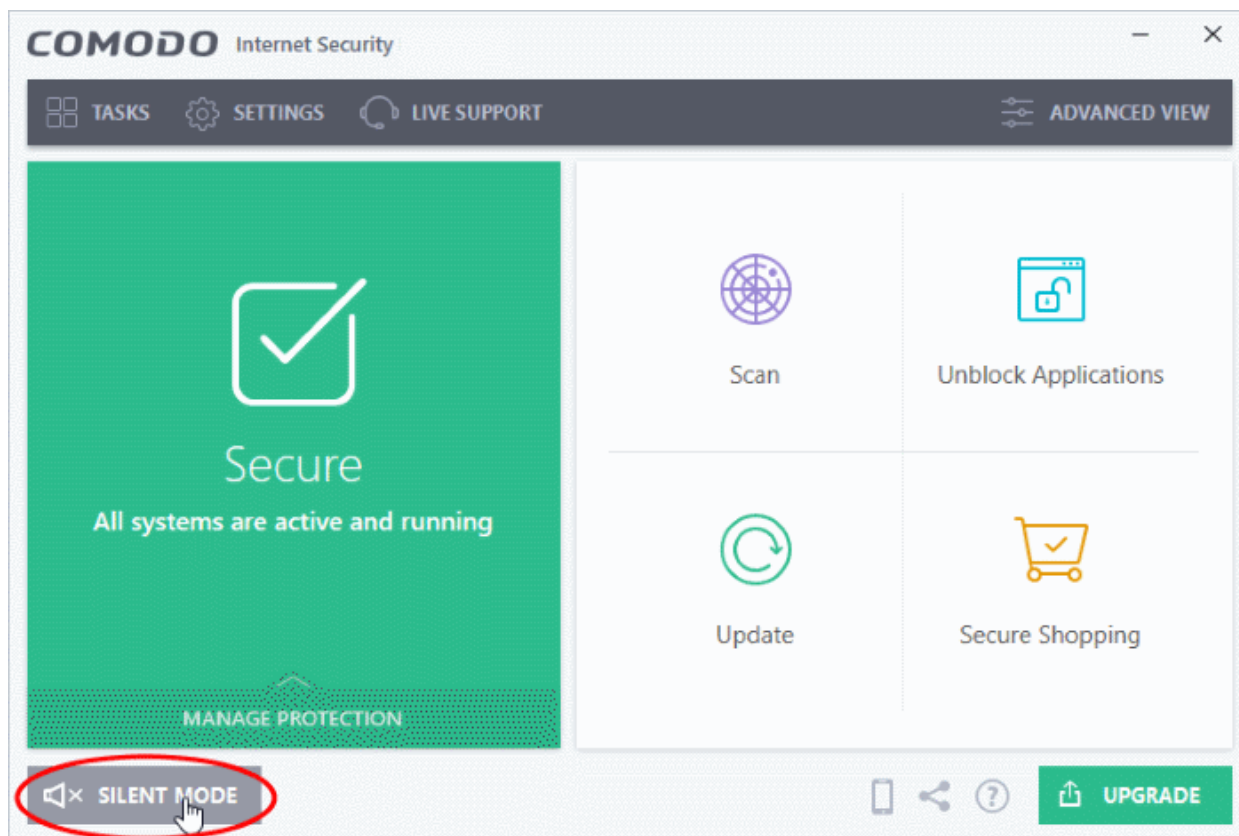 COMODO Internet Security
TASKS SETTINGS LIVE SUPPORT ADVANCED VIEW
Secure
All systems are active and running
MANAGE PROTECTION
Scan
Unblock Applications
Update
Secure Shopping
SILENT MODE
?
UPGRADE